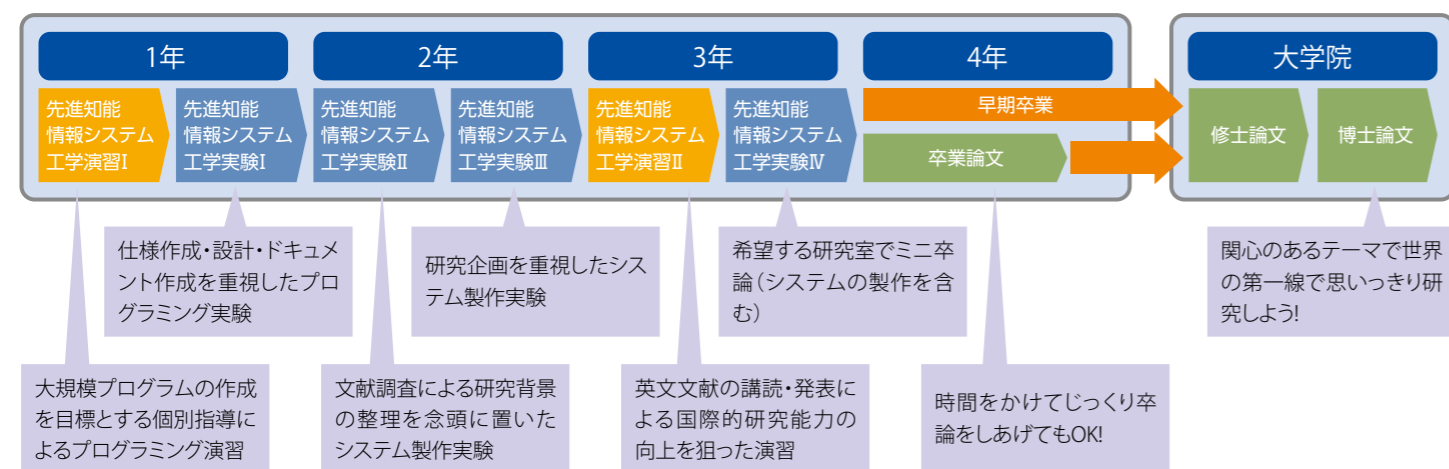 1年
2年
3年
4年
大学院
先進知能
情報システム
工学演習Ⅰ
先進知能
情報システム
工学実験Ⅰ
先進知能
情報システム
工学実験Ⅱ
先進知能
情報システム
工学実験Ⅲ
先進知能
情報システム
工学演習Ⅱ
先進知能
情報システム
工学実験Ⅳ
早期卒業
卒業論文
修士論文
博士論文
仕様作成・設計・ドキュメ
ント作成を重視したプロ
グラミング実験
研究企画を重視したシス
テム製作実験
希望する研究室でミニ卒
論（システムの製作を含
む）
関心のあるテーマで世界
の第一線で思いっきり研
究しよう!
大規模プログラムの作成
を目標とする個別指導に
よるプログラミング演習
文献調査による研究背景
の整理を念頭に置いた
システム製作実験
英文文献の講読・発表に
よる国際的研究能力の
向上を狙った演習
時間をかけてじっくり卒
論をしあげてもOK!